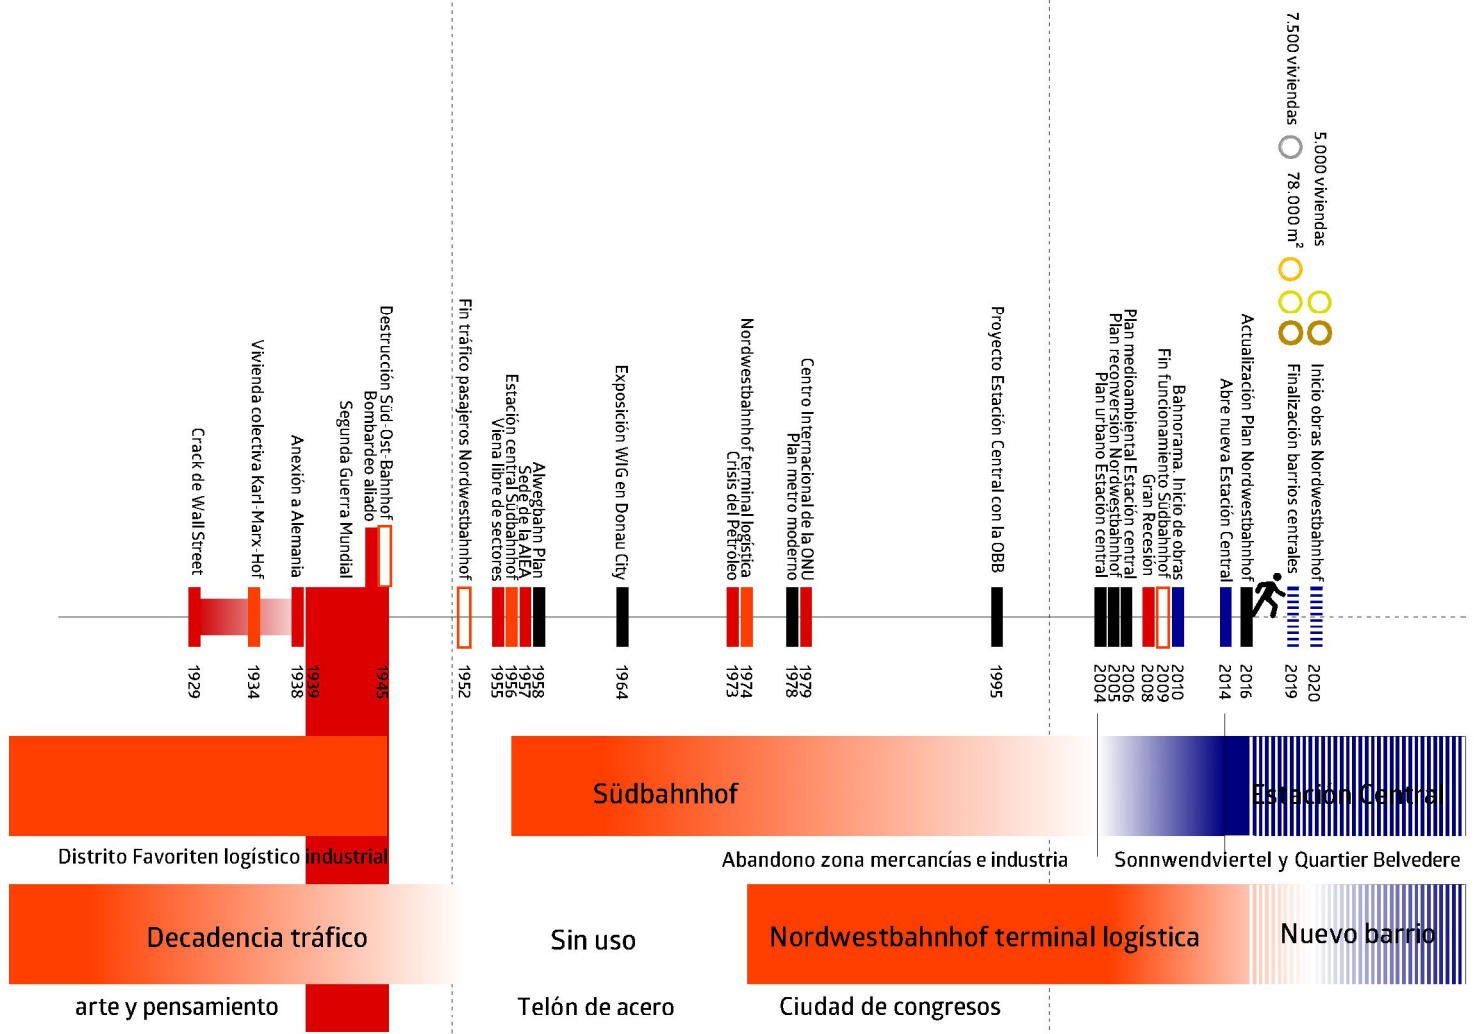 7.500 viviendas
78.000 m²
5.000 viviendas
Crack de Wall Street
Vivienda colectiva Karl-Marx-Hof
Anexión a Alemania
Segunda Guerra Mundial
Bombardeo aliado
Destrucción Süd-Ost-Bahnhof
Fin tráfico pasajeros Nordwestbahnhof
Viena libre de sectores
Estación central Südbahnhof
Sede de la AIEA
Alwegbahn Plan
Exposición WIG en Donau City
Crisis del Petróleo
Nordwestbahnhof terminal logística
Plan metro moderno
Centro Internacional de la ONU
Proyecto Estación Central con la OBB
Plan urbano Estación central
Plan reconversión Nordwestbahnhof
Plan medioambiental Estación central
Gran Recesión
Fin funcionamiento Südbahnhof
Bahnorama. Inicio de obras
Abre nueva Estación Central
Actualización Plan Nordwestbahnhof
Finalización barrios centrales
Inicio obras Nordwestbahnhof
1929
1934
1938
1939
1945
1952
1955
1956
1957
1958
1964
1973
1974
1978
1979
1995
2004
2005
2006
2008
2009
2010
2014
2016
2019
2020
Südbahnhof
Estación Central
Distrito Favoriten logístico industrial
Abandono zona mercancías e industria
Sonnwendviertel y Quartier Belvedere
Decadencia tráfico
Sin uso
Nordwestbahnhof terminal logística
Nuevo barrio
arte y pensamiento
Telón de acero
Ciudad de congresos